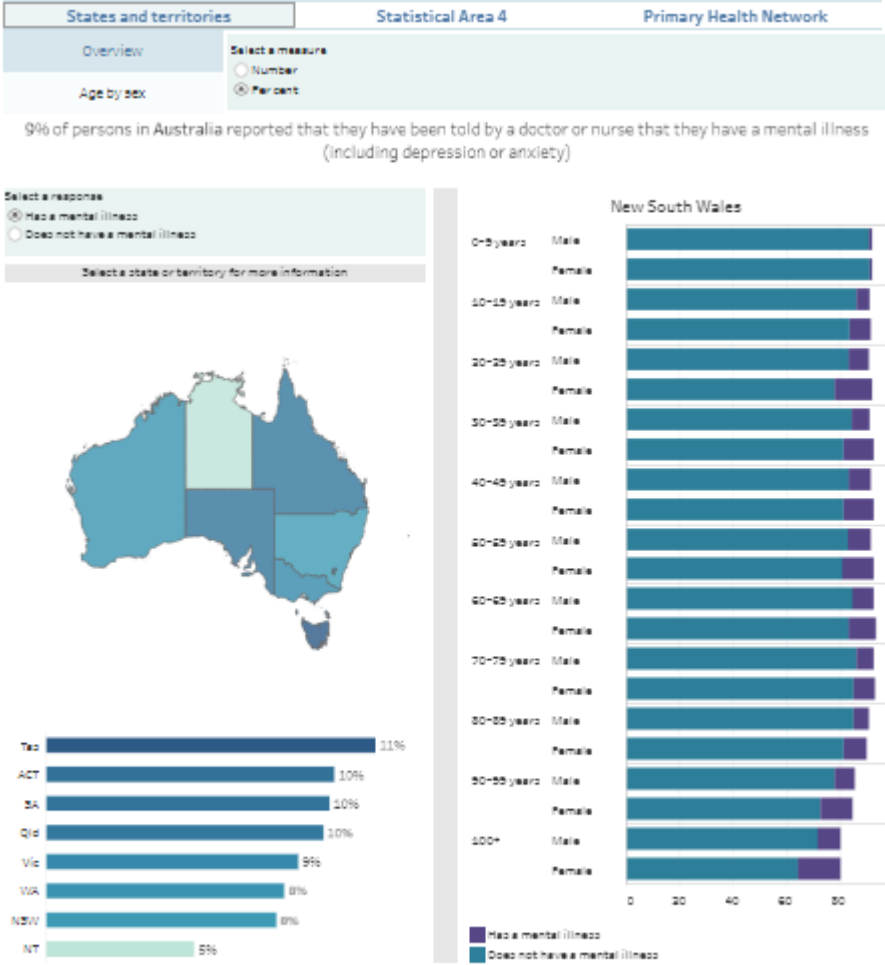 States and territories
Statistical Area 4
Primary Health Network
Overview
Age by sex
Select a measure
Number
Per cent
9% of persons in Australia reported that they have been told by a doctor or nurse that they have a mental illness
(including depression or anxiety)
Select a response
Has a mental illness
Does not have a mental illness
Select a state or territory for more information
Tas 11%
ACT 10%
SA 10%
Qld 10%
Vic 9%
WA 8%
NSW 8%
NT 5%
New South Wales
0-9 years Male
Female
10-19 years Male
Female
20-29 years Male
Female
30-39 years Male
Female
40-49 years Male
Female
50-59 years Male
Female
60-69 years Male
Female
70-79 years Male
Female
80-89 years Male
Female
90-99 years Male
Female
100+ Male
Female
0 20 40 60 80
Has a mental illness
Does not have a mental illness